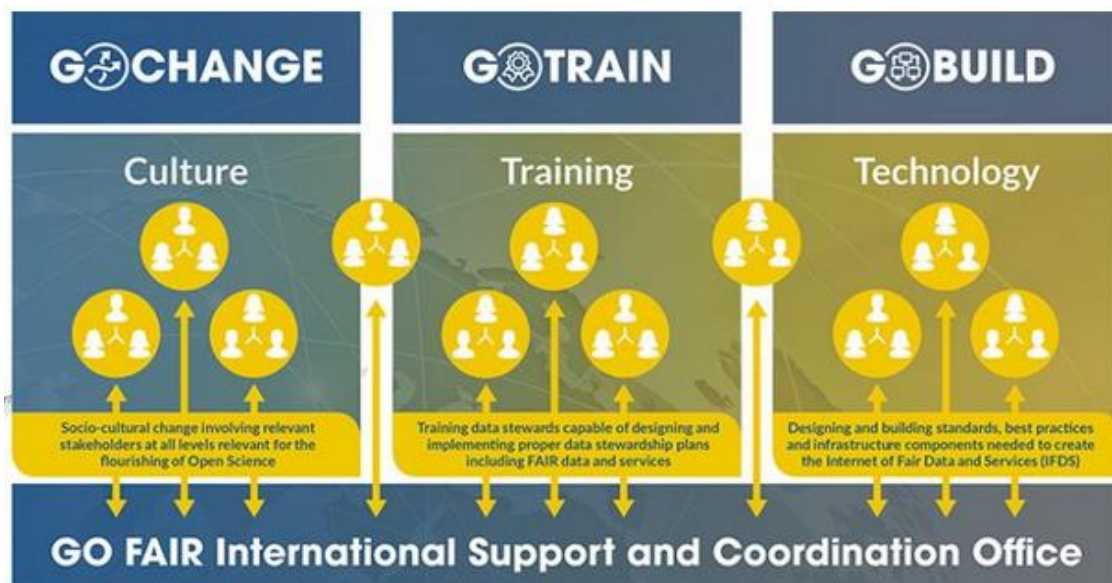 GO CHANGE
GO TRAIN
GO BUILD
Culture
Training
Technology
Socio-cultural change involving relevant
stakeholders at all levels relevant for the
flourishing of Open Science
Training data stewards capable of designing and
implementing proper data stewardship plans
including FAIR data and services
Designing and building standards, best practices
and infrastructure components needed to create
the Internet of Fair Data and Services (IFDS)
GO FAIR International Support and Coordination Office